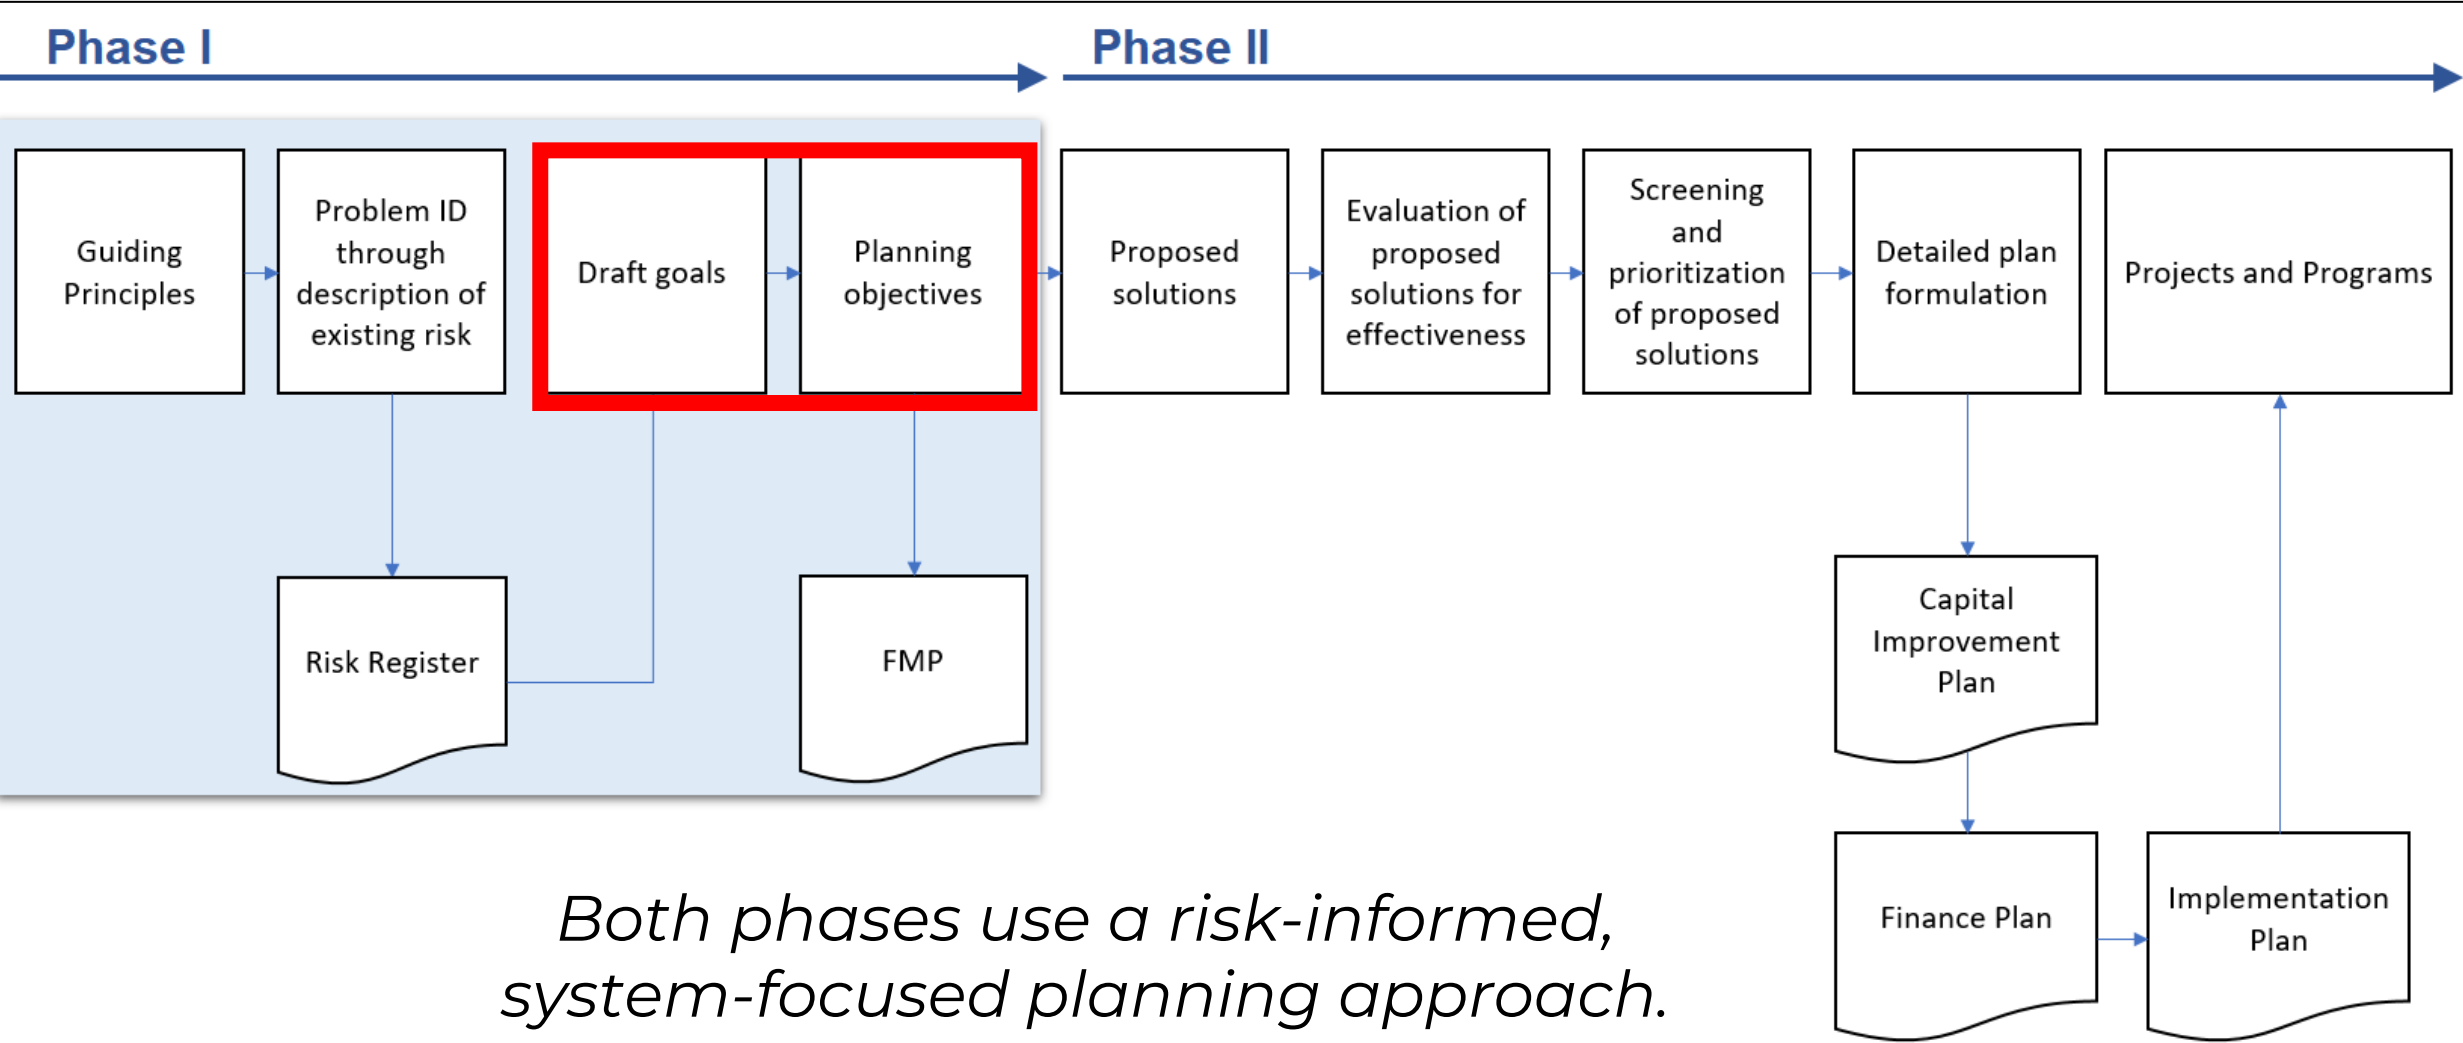 Phase I
Phase II
Guiding
Principles
Problem ID
through
description of
existing risk
Draft goals
Planning
objectives
Proposed
solutions
Evaluation of
proposed
solutions for
effectiveness
Screening
and
prioritization
of proposed
solutions
Detailed plan
formulation
Projects and Programs
Risk Register
FMP
Capital
Improvement
Plan
Finance Plan
Implementation
Plan
Both phases use a risk-informed,
system-focused planning approach.